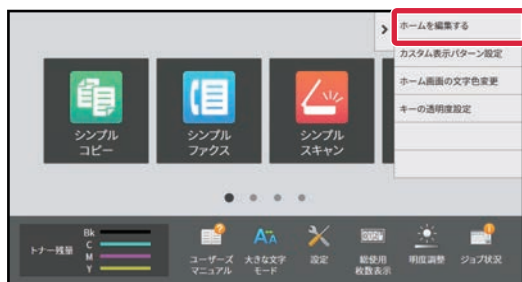 ホームを編集する
カスタム表示パターン設定
ホーム画面の文字色変更
キーの透明度設定
シンプル
コピー
シンプル
ファクス
シンプル
スキャン
トナー残量
Bk
C
M
Y
ユーザーズ
マニュアル
大きな文字
モード
設定
総使用
枚数表示
明度調整
ジョブ状況